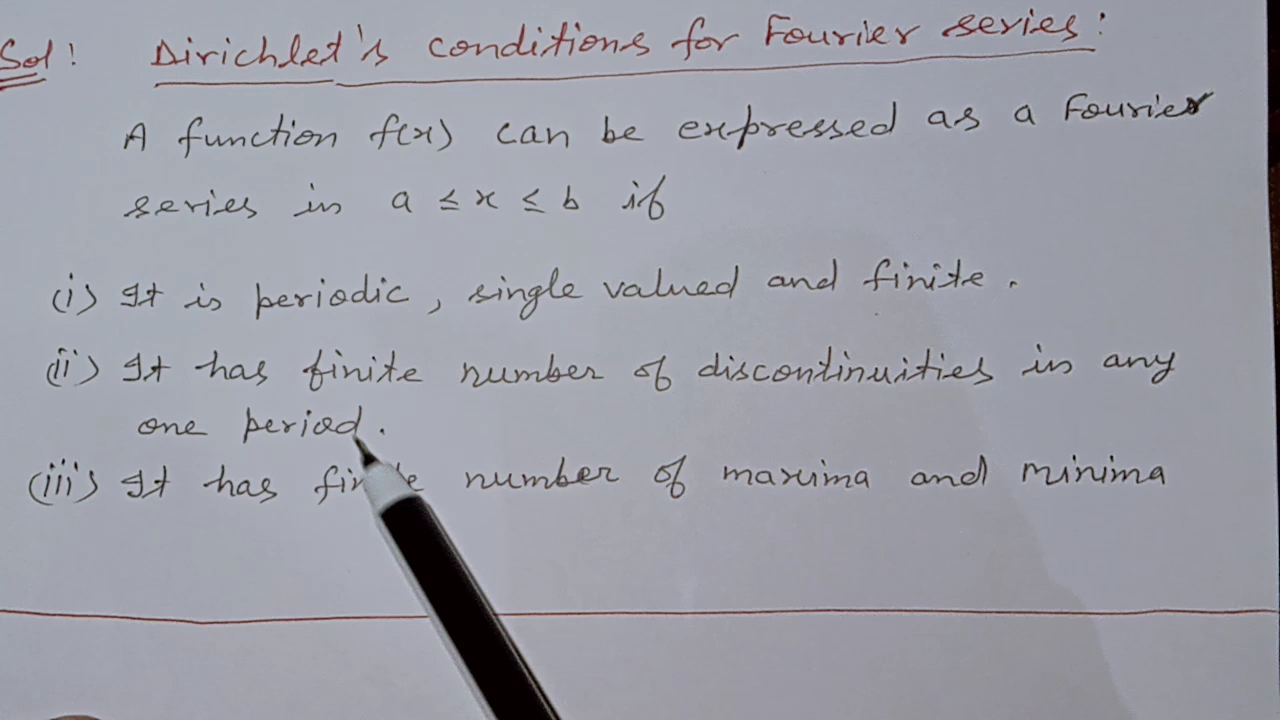 Sol! Dirichlet's conditions for Fourier series:
A function f(x) can be expressed as a Fourier
series in a ≤ x ≤ b if
(i) It is periodic, single valued and finite.
(ii) It has finite number of discontinuities in any
one period.
(iii) It has finite number of maxima and minima